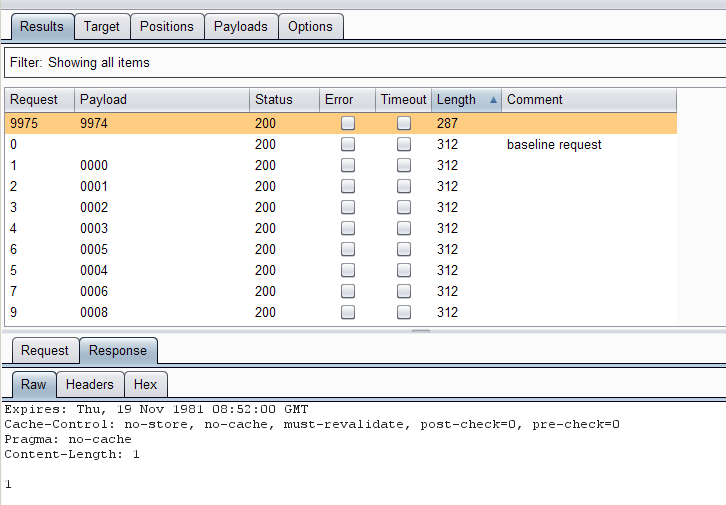 Results Target Positions Payloads Options
Filter: Showing all items
Request Payload Status Error Timeout Length Comment
9975 9974 200 287
0 200 312 baseline request
1 0000 200 312
2 0001 200 312
3 0002 200 312
4 0003 200 312
6 0005 200 312
5 0004 200 312
7 0006 200 312
9 0008 200 312
Request Response
Raw Headers Hex
Expires: Thu, 19 Nov 1981 08:52:00 GMT
Cache-Control: no-store, no-cache, must-revalidate, post-check=0, pre-check=0
Pragma: no-cache
Content-Length: 1
1